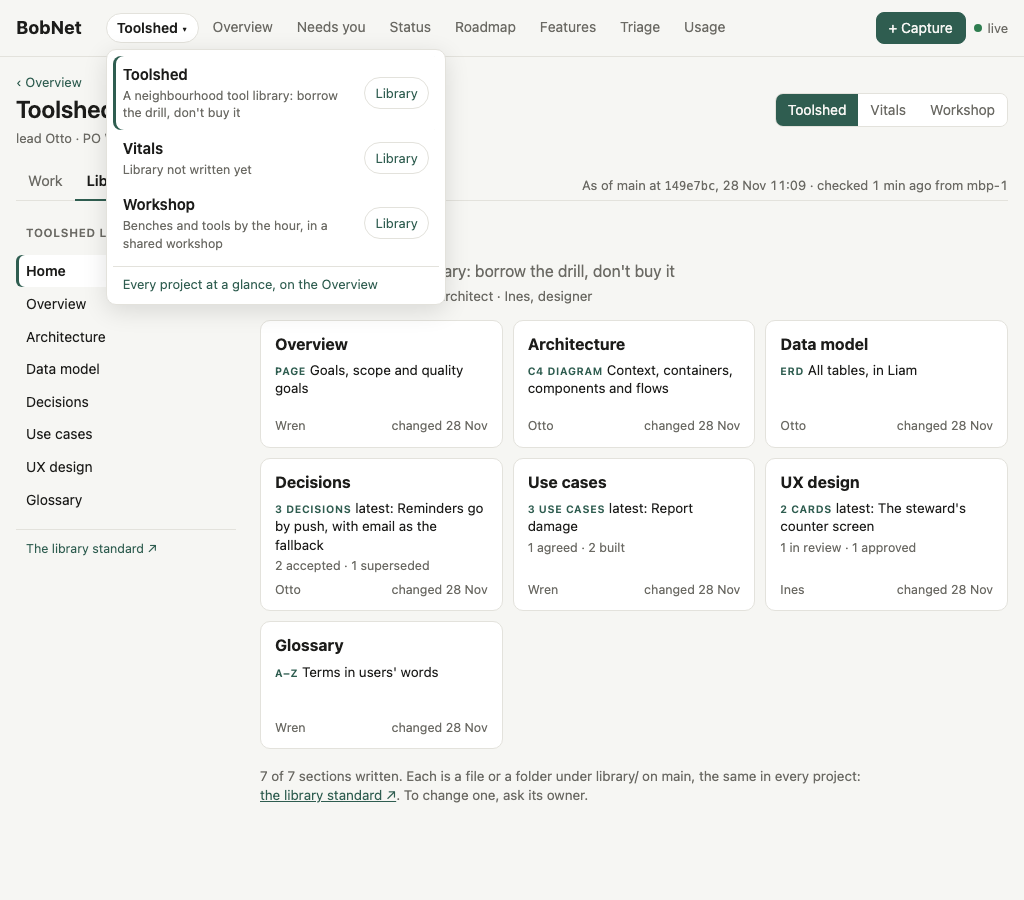 BobNet
Toolshed ▾
Overview
Needs you
Status
Roadmap
Features
Triage
Usage
+ Capture
live
‹ Overview
Toolshed
A neighbourhood tool library: borrow
the drill, don't buy it
Library
Vitals
Library not written yet
Library
Workshop
Benches and tools by the hour, in a
shared workshop
Library
Every project at a glance, on the Overview
Toolshed
lead Otto · PO
Toolshed
Vitals
Workshop
Work
As of main at 149e7bc, 28 Nov 11:09 · checked 1 min ago from mbp-1
TOOLSHED
Home
Overview
Architecture
Data model
Decisions
Use cases
UX design
Glossary
The library standard ↗
borrow the drill, don't buy it
· Ines, designer
Overview
PAGE Goals, scope and quality
goals
Wren
changed 28 Nov
Architecture
C4 DIAGRAM Context, containers,
components and flows
Otto
changed 28 Nov
Data model
ERD All tables, in Liam
Otto
changed 28 Nov
Decisions
3 DECISIONS latest: Reminders go
by push, with email as the
fallback
2 accepted · 1 superseded
Otto
changed 28 Nov
Use cases
3 USE CASES latest: Report
damage
1 agreed · 2 built
Wren
changed 28 Nov
UX design
2 CARDS latest: The steward's
counter screen
1 in review · 1 approved
Ines
changed 28 Nov
Glossary
A–Z Terms in users' words
Wren
changed 28 Nov
7 of 7 sections written. Each is a file or a folder under library/ on main, the same in every project:
the library standard ↗. To change one, ask its owner.